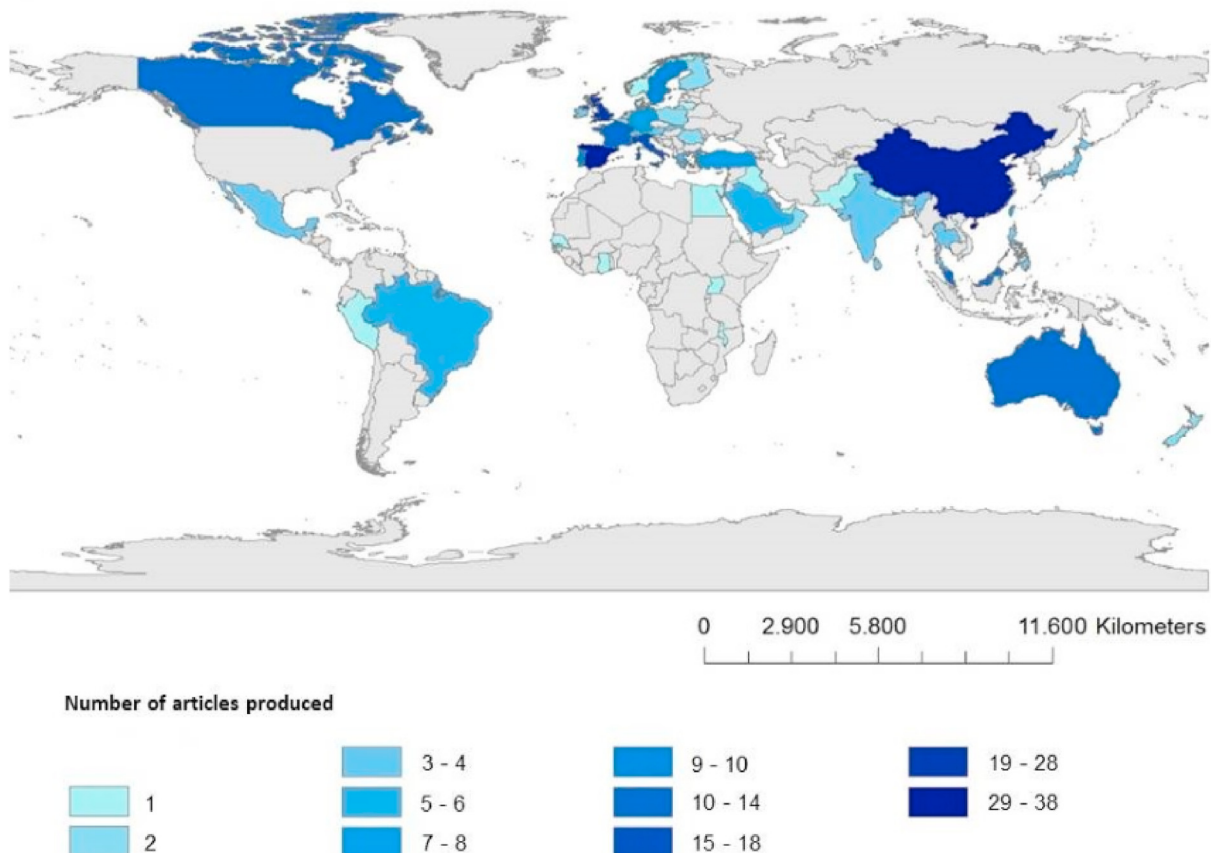 0 2.900 5.800 11.600 Kilometers
Number of articles produced
1
2
3 - 4
5 - 6
7 - 8
9 - 10
10 - 14
15 - 18
19 - 28
29 - 38